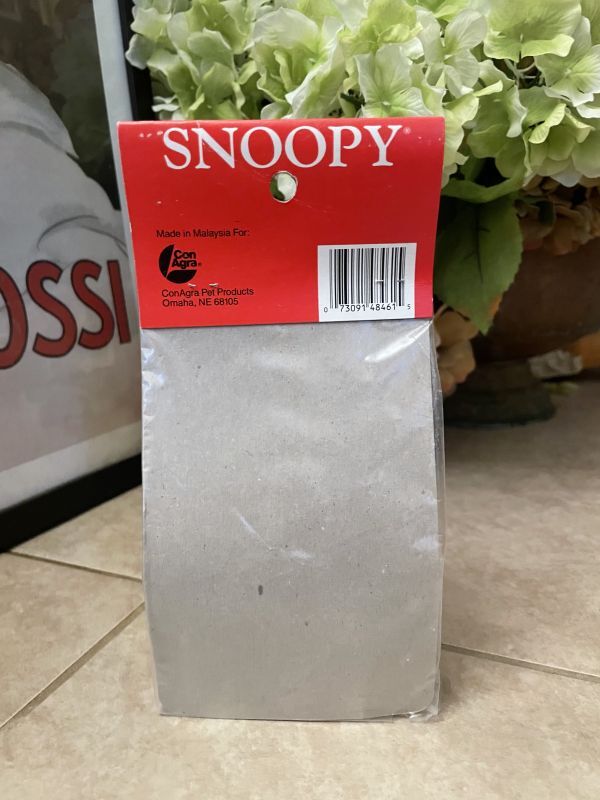 SNOOPY®
Made in Malaysia For:
Con
Agra®
ConAgra Pet Products
Omaha, NE 68105
0 73091 48461 5
OSSI